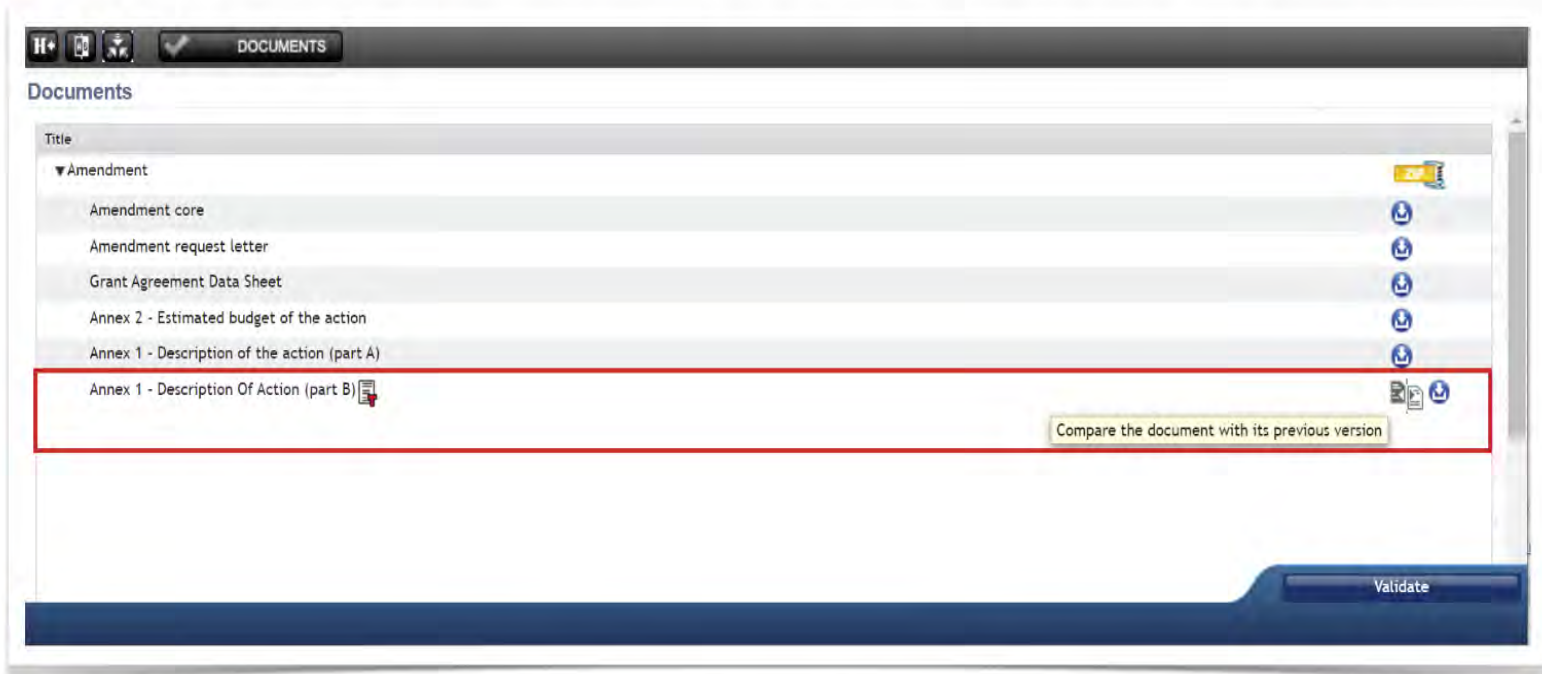 H+
DOCUMENTS
Documents
Title
▼Amendment
ZIP
Amendment core
Amendment request letter
Grant Agreement Data Sheet
Annex 2 - Estimated budget of the action
Annex 1 - Description of the action (part A)
Annex 1 - Description Of Action (part B)
Compare the document with its previous version
Validate